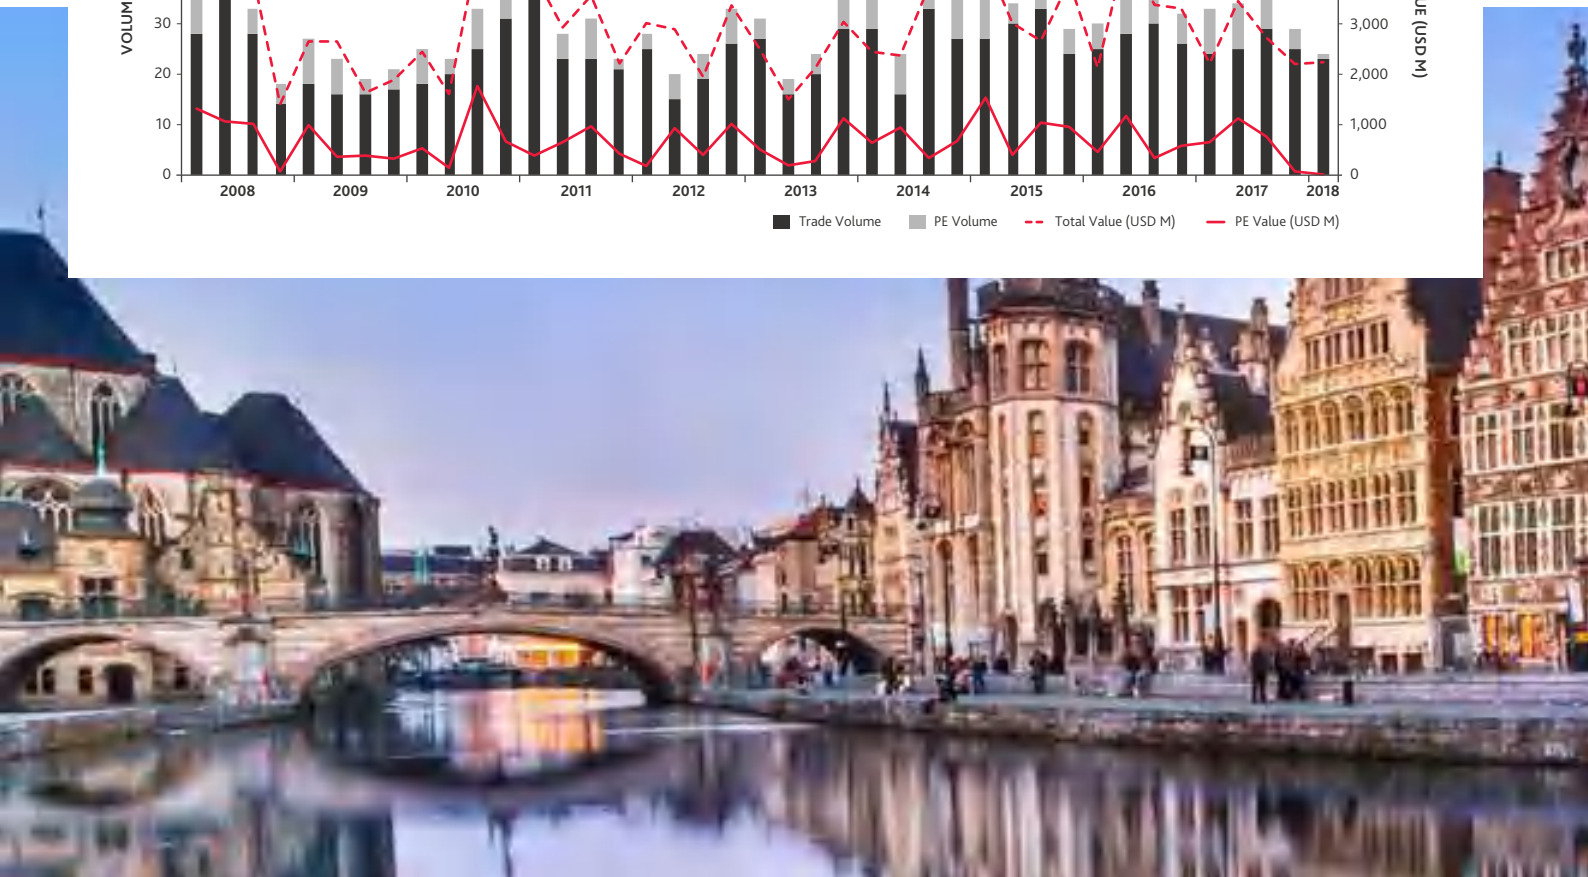 VOLUM
30
20
10
0
3,000
2,000
1,000
0
UE (USD M)
2008 2009 2010 2011 2012 2013 2014 2015 2016 2017 2018
Trade Volume PE Volume Total Value (USD M) PE Value (USD M)